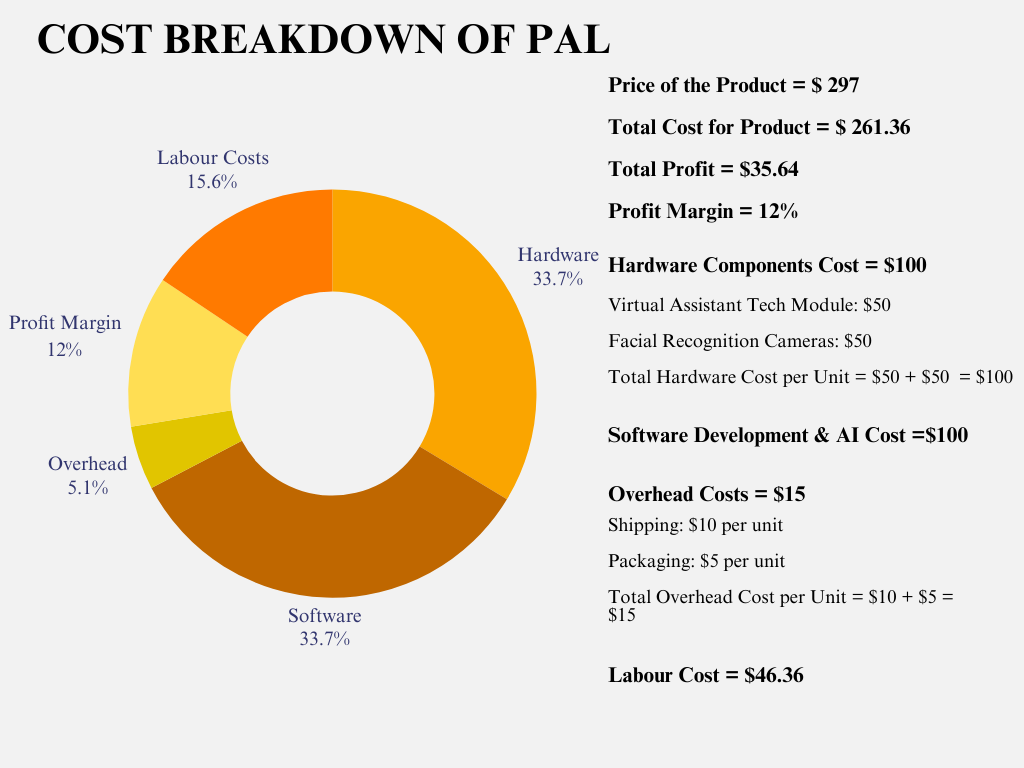 COST BREAKDOWN OF PAL
Labour Costs
15.6%
Hardware
33.7%
Profit Margin
12%
Overhead
5.1%
Software
33.7%
Price of the Product = $ 297
Total Cost for Product = $ 261.36
Total Profit = $35.64
Profit Margin = 12%
Hardware Components Cost = $100
Virtual Assistant Tech Module: $50
Facial Recognition Cameras: $50
Total Hardware Cost per Unit = $50 + $50  = $100
Software Development & AI Cost =$100
Overhead Costs = $15
Shipping: $10 per unit
Packaging: $5 per unit
Total Overhead Cost per Unit = $10 + $5 =
$15
Labour Cost = $46.36